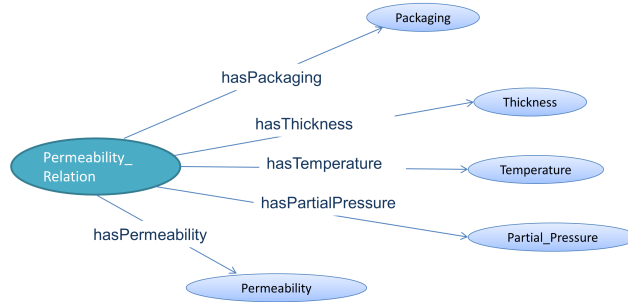 Packaging
hasPackaging
hasThickness
Thickness
Permeability_
Relation
hasTemperature
Temperature
hasPartialPressure
Partial_Pressure
hasPermeability
Permeability